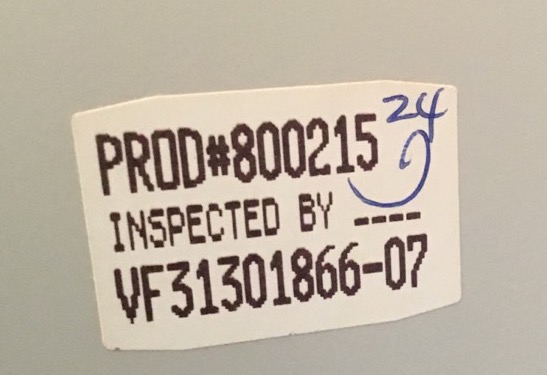 PROD#800215 24
INSPECTED BY ----
VF31301866-07